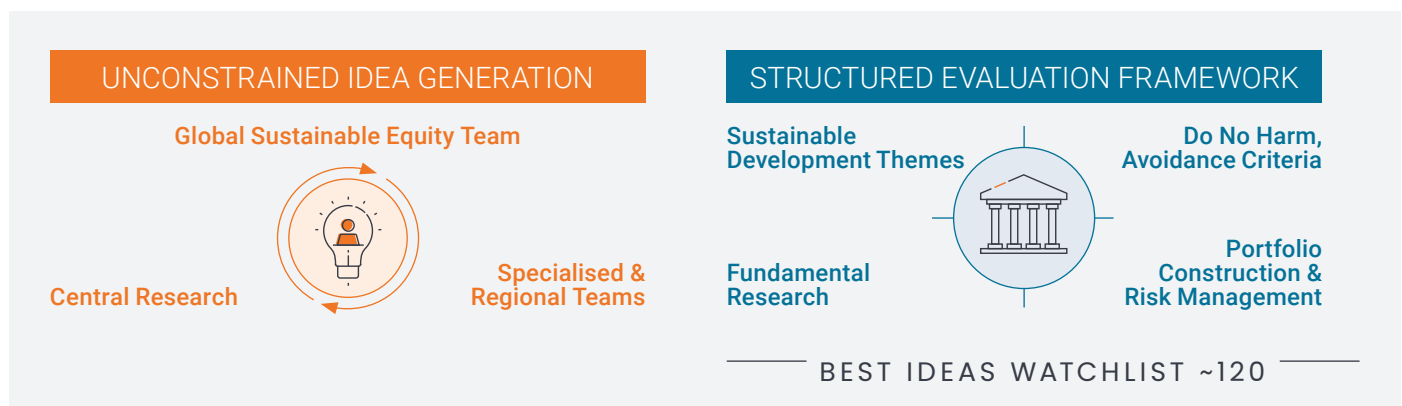 UNCONSTRAINED IDEA GENERATION
Global Sustainable Equity Team
Central Research
Specialised &
Regional Teams
STRUCTURED EVALUATION FRAMEWORK
Sustainable
Development Themes
Do No Harm,
Avoidance Criteria
Fundamental
Research
Portfolio
Construction &
Risk Management
BEST IDEAS WATCHLIST ~120